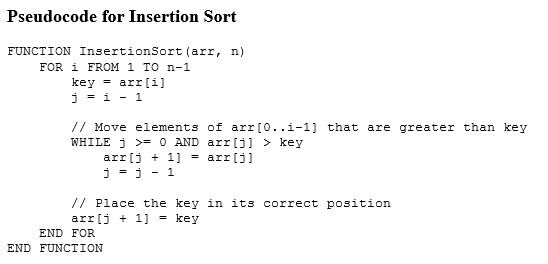 Pseudocode for Insertion Sort
FUNCTION InsertionSort(arr, n)
    FOR i FROM 1 TO n-1
        key = arr[i]
        j = i - 1
        // Move elements of arr[0..i-1] that are greater than key
        WHILE j >= 0 AND arr[j] > key
            arr[j + 1] = arr[j]
            j = j - 1
        // Place the key in its correct position
        arr[j + 1] = key
    END FOR
END FUNCTION